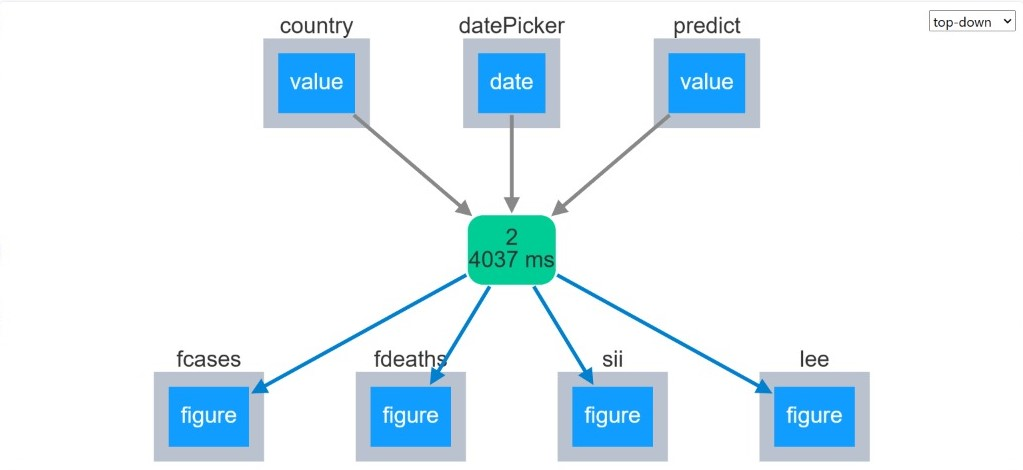 country
datePicker
predict
top-down
value
date
value
2
4037 ms
fcases
fdeaths
sii
lee
figure
figure
figure
figure